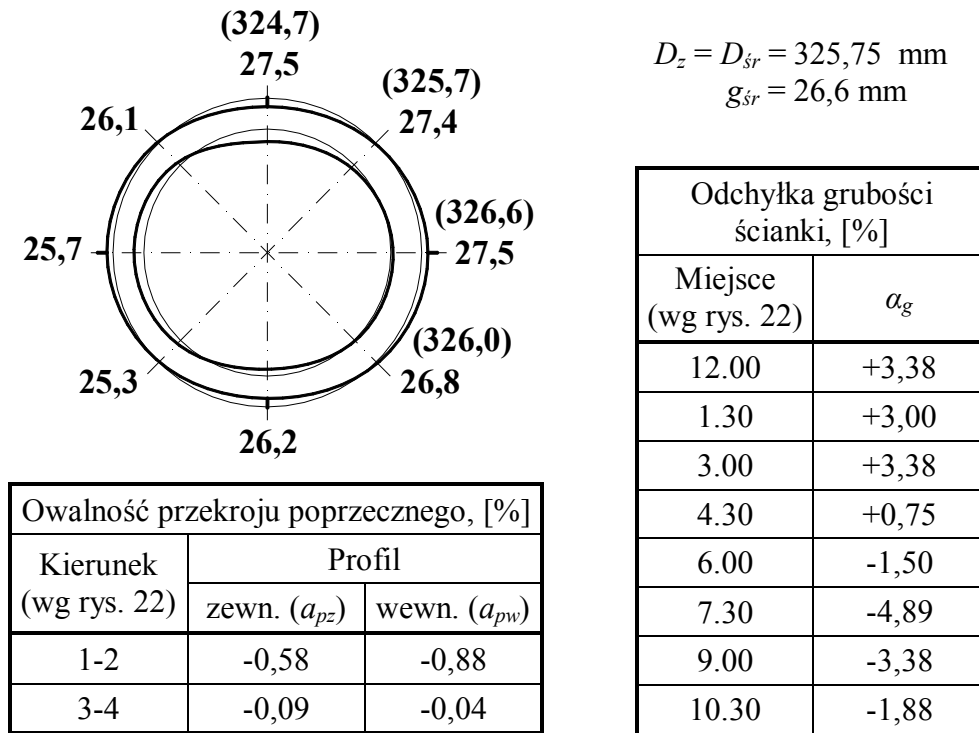 (324,7)
27,5
(325,7)
27,4
26,1
(326,6)
27,5
25,7
(326,0)
26,8
25,3
26,2
D_z = D_śr = 325,75 mm
g_śr = 26,6 mm
Owalność przekroju poprzecznego, [%]
Kierunek (wg rys. 22) Profil
zewn. (a_pz) wewn. (a_pw)
1-2 -0,58 -0,88
3-4 -0,09 -0,04
Odchyłka grubości
ścianki, [%]
Miejsce
(wg rys. 22) α_g
12.00 +3,38
1.30 +3,00
3.00 +3,38
4.30 +0,75
6.00 -1,50
7.30 -4,89
9.00 -3,38
10.30 -1,88